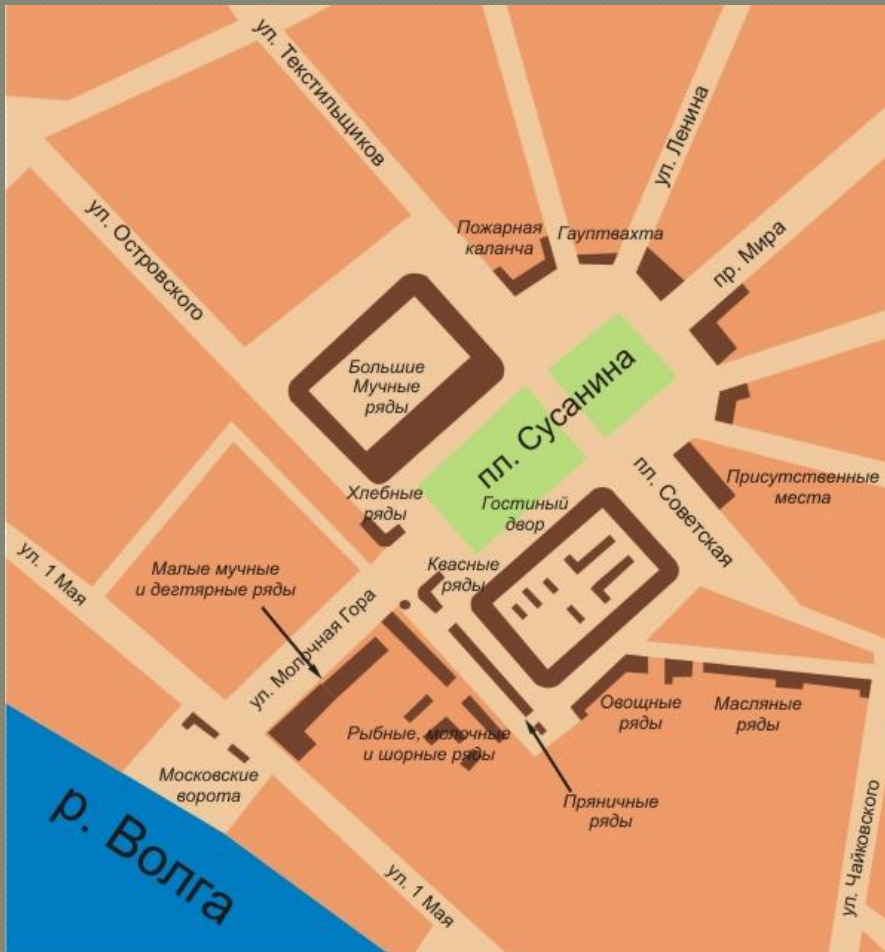 ул. Текстильщиков
ул. Ленина
ул. Островского
Пожарная
каланча
Гауптвахта
пр. Мира
Большие
Мучные
ряды
пл. Сусанина
Хлебные
ряды
Гостиный
двор
пл. Советская
Присутственные
места
ул. 1 Мая
Малые мучные
и дегтярные ряды
Квасные
ряды
ул. Молочная Гора
Овощные
ряды
Масляные
ряды
Рыбные, молочные
и шорные ряды
Московские
ворота
Пряничные
ряды
р. Волга
ул. 1 Мая
ул. Чайковского